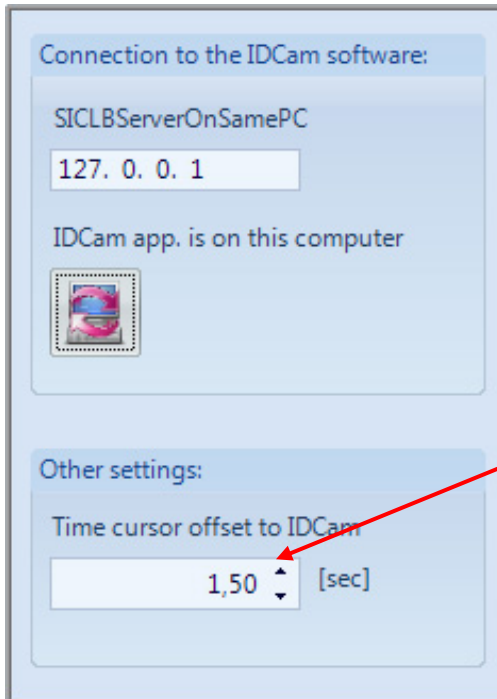 Connection to the IDCam software:
SICLBServerOnSamePC
127. 0. 0. 1
IDCam app. is on this computer
Other settings:
Time cursor offset to IDCam
1,50 [sec]